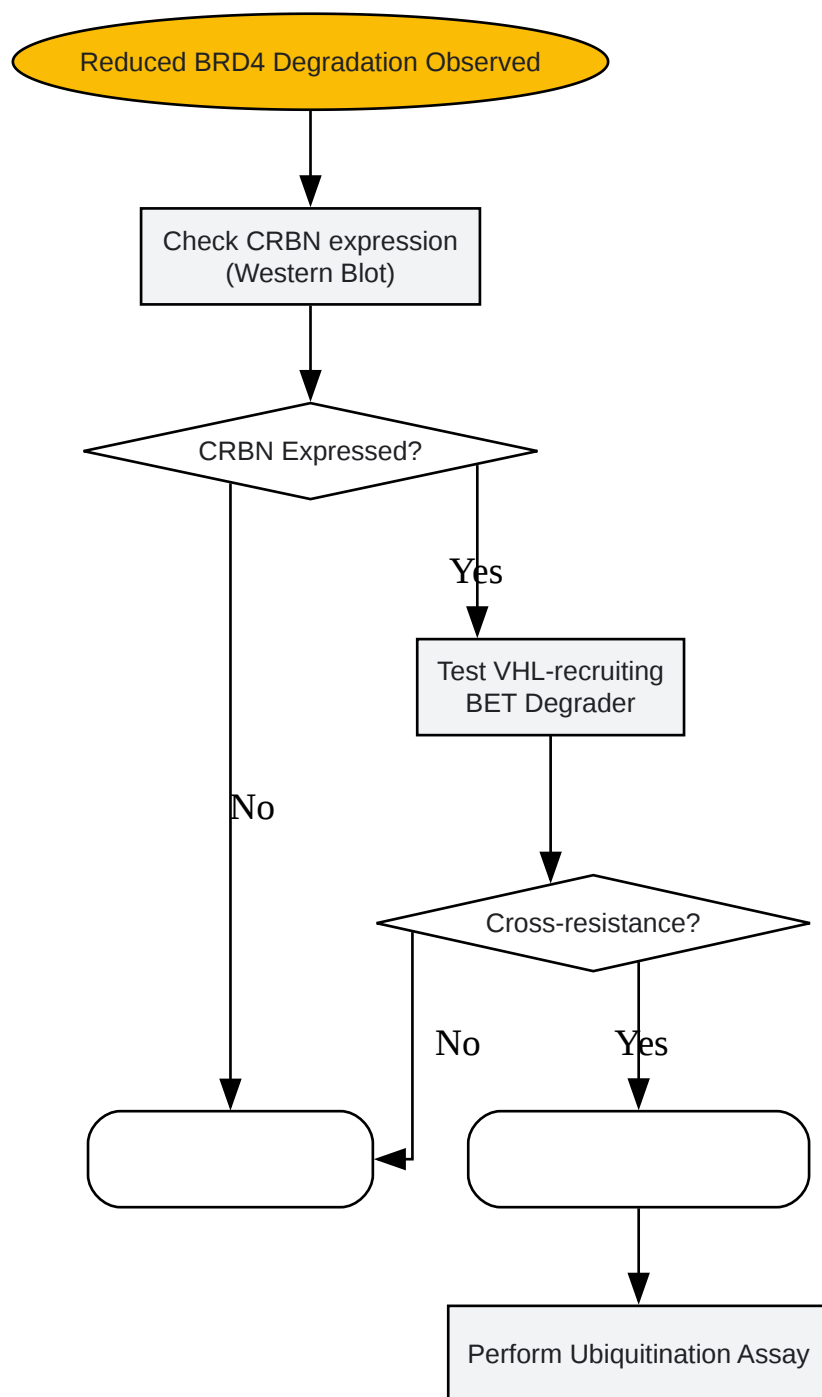 Reduced BRD4 Degradation Observed
Check CRBN expression
(Western Blot)
CRBN Expressed?
Yes
Test VHL-recruiting
BET Degrader
No
Cross-resistance?
No
Yes
Perform Ubiquitination Assay